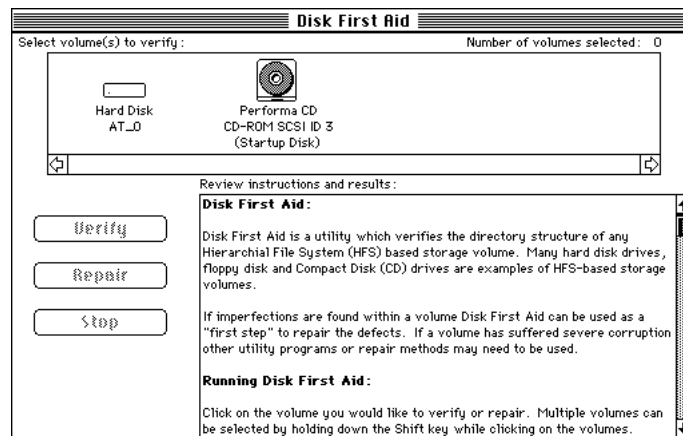 Disk First Aid
Select volume(s) to verify:
Number of volumes selected: 0
Hard Disk
AT_0
Performa CD
CD-ROM SCSI ID 3
(Startup Disk)
Review instructions and results:
Verify
Repair
Stop
Disk First Aid:
Disk First Aid is a utility which verifies the directory structure of any
Hierarchial File System (HFS) based storage volume. Many hard disk drives,
floppy disk and Compact Disk (CD) drives are examples of HFS-based storage
volumes.
If imperfections are found within a volume Disk First Aid can be used as a
"first step" to repair the defects. If a volume has suffered severe corruption
other utility programs or repair methods may need to be used.
Running Disk First Aid:
Click on the volume you would like to verify or repair. Multiple volumes can
be selected by holding down the Shift key while clicking on the volumes.